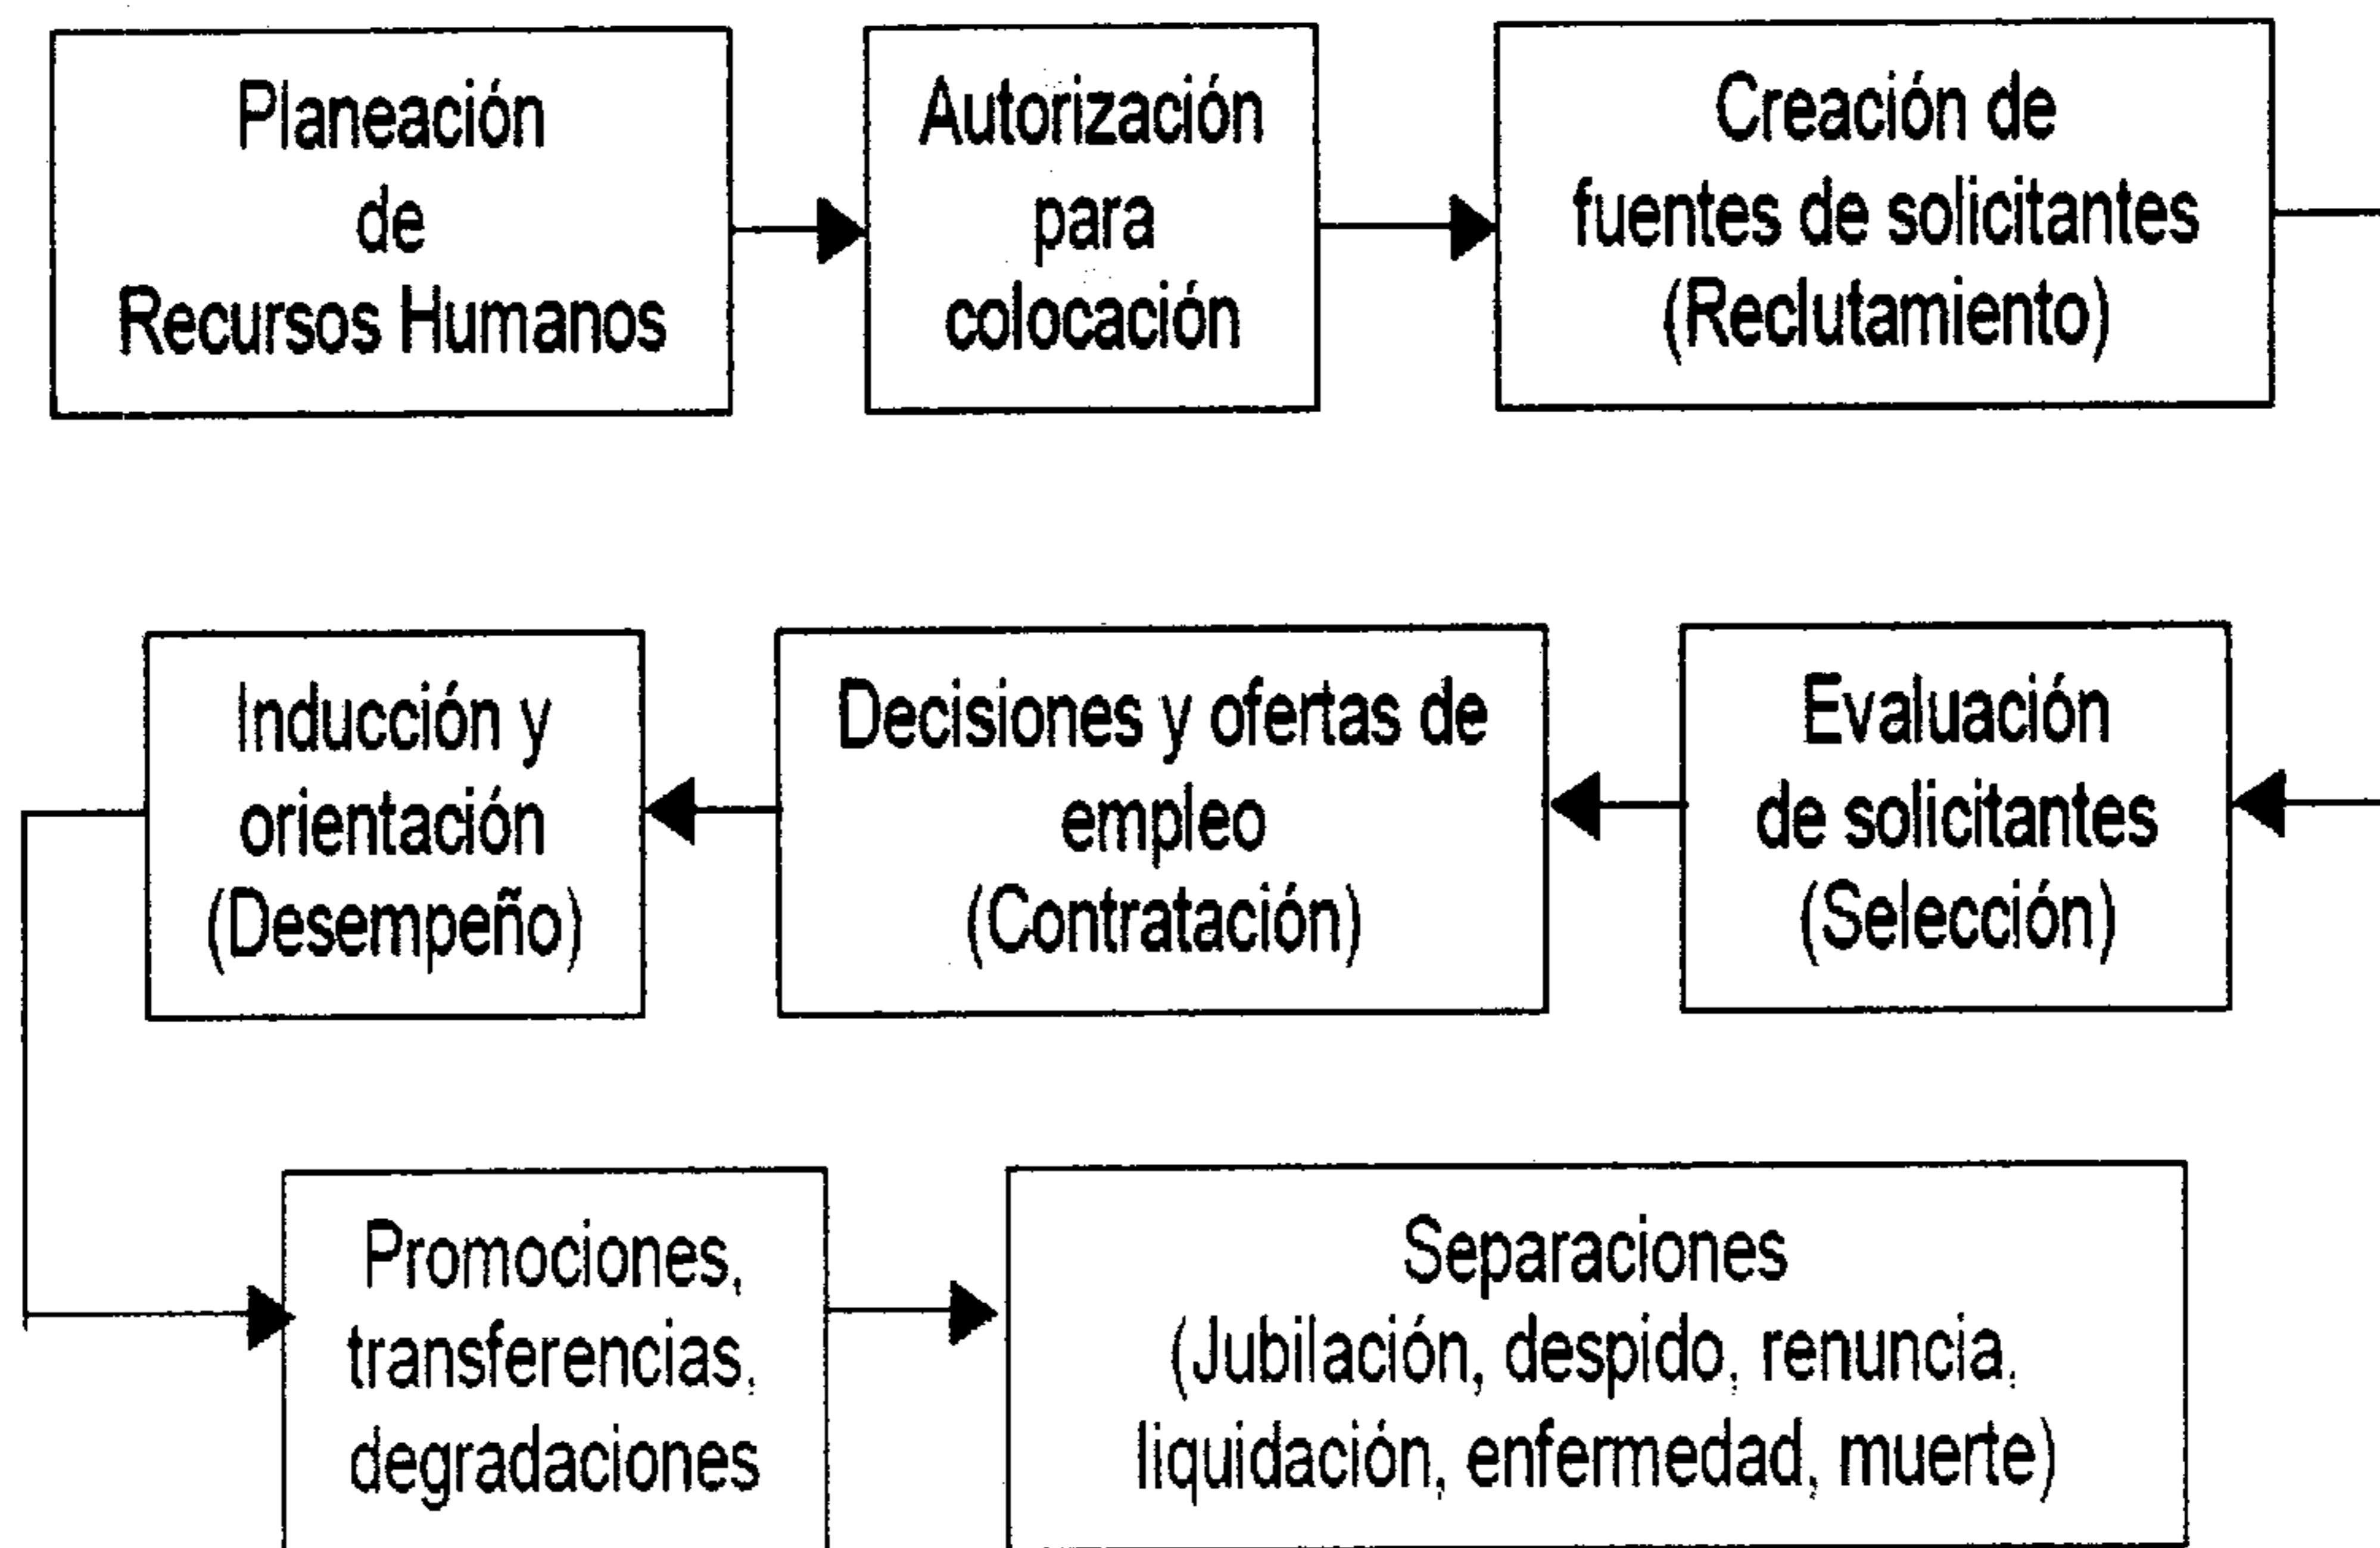 Planeación
de
Recursos Humanos
Autorización
para
colocación
Creación de
fuentes de solicitantes
(Reclutamiento)
Inducción y
orientación
(Desempeño)
Decisiones y ofertas de
empleo
(Contratación)
Evaluación
de solicitantes
(Selección)
Promociones,
transferencias,
degradaciones
Separaciones
(Jubilación, despido, renuncia,
liquidación, enfermedad, muerte)